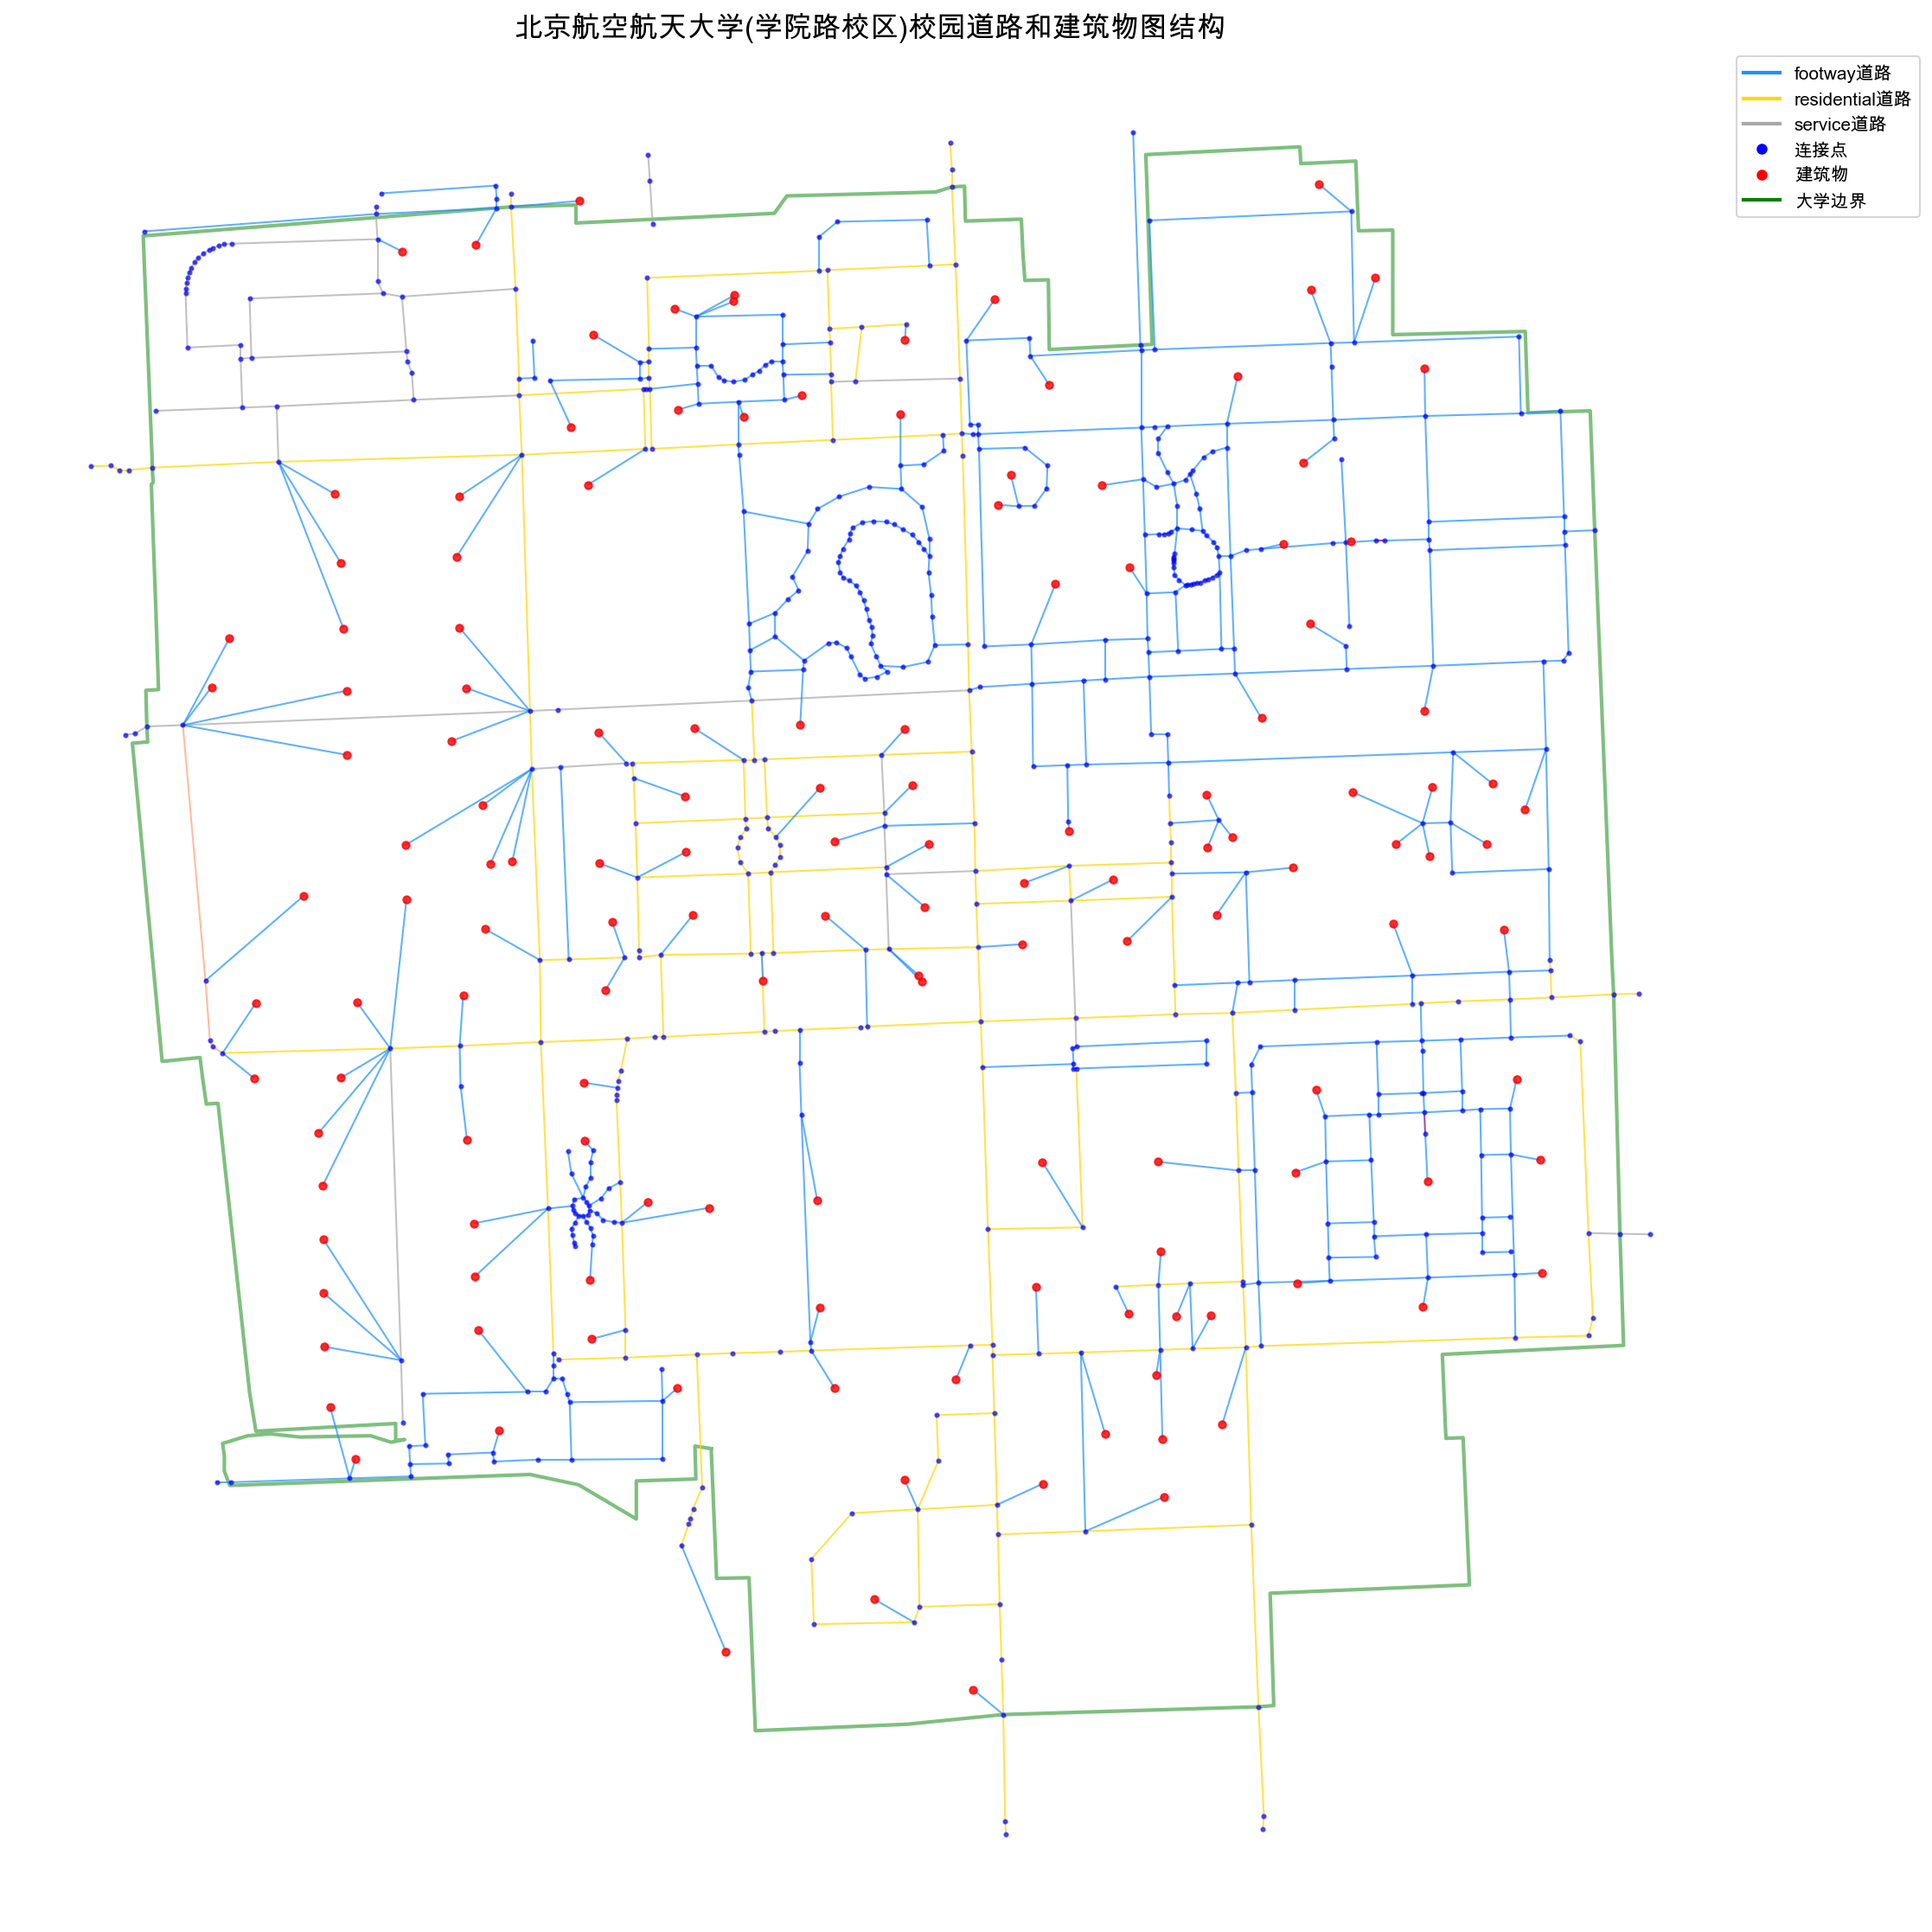 北京航空航天大学(学院路校区)校园道路和建筑物图结构
footway道路
residential道路
service道路
连接点
建筑物
大学边界